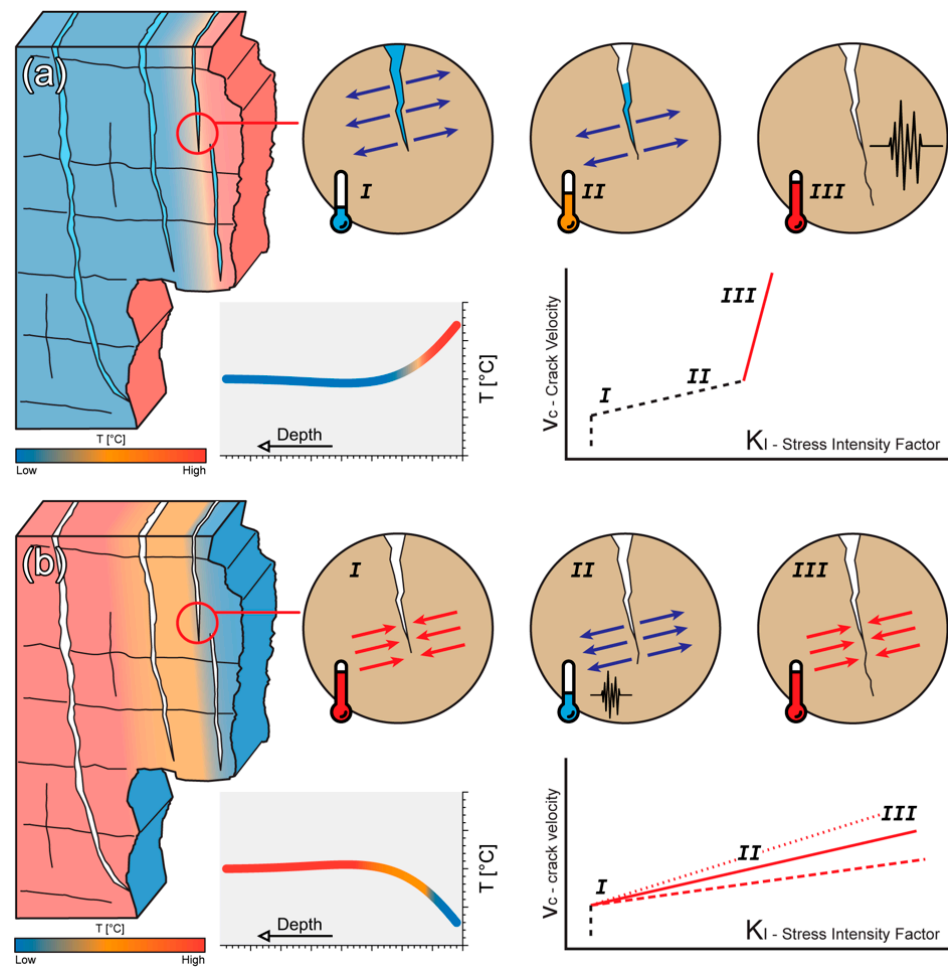 (a)
I
II
III
T [°C]
Depth
T [°C]
Low
High
Vc - Crack Velocity
I
II
III
KI - Stress Intensity Factor
(b)
I
II
III
T [°C]
Depth
T [°C]
Low
High
Vc - crack velocity
I
II
III
KI - Stress Intensity Factor